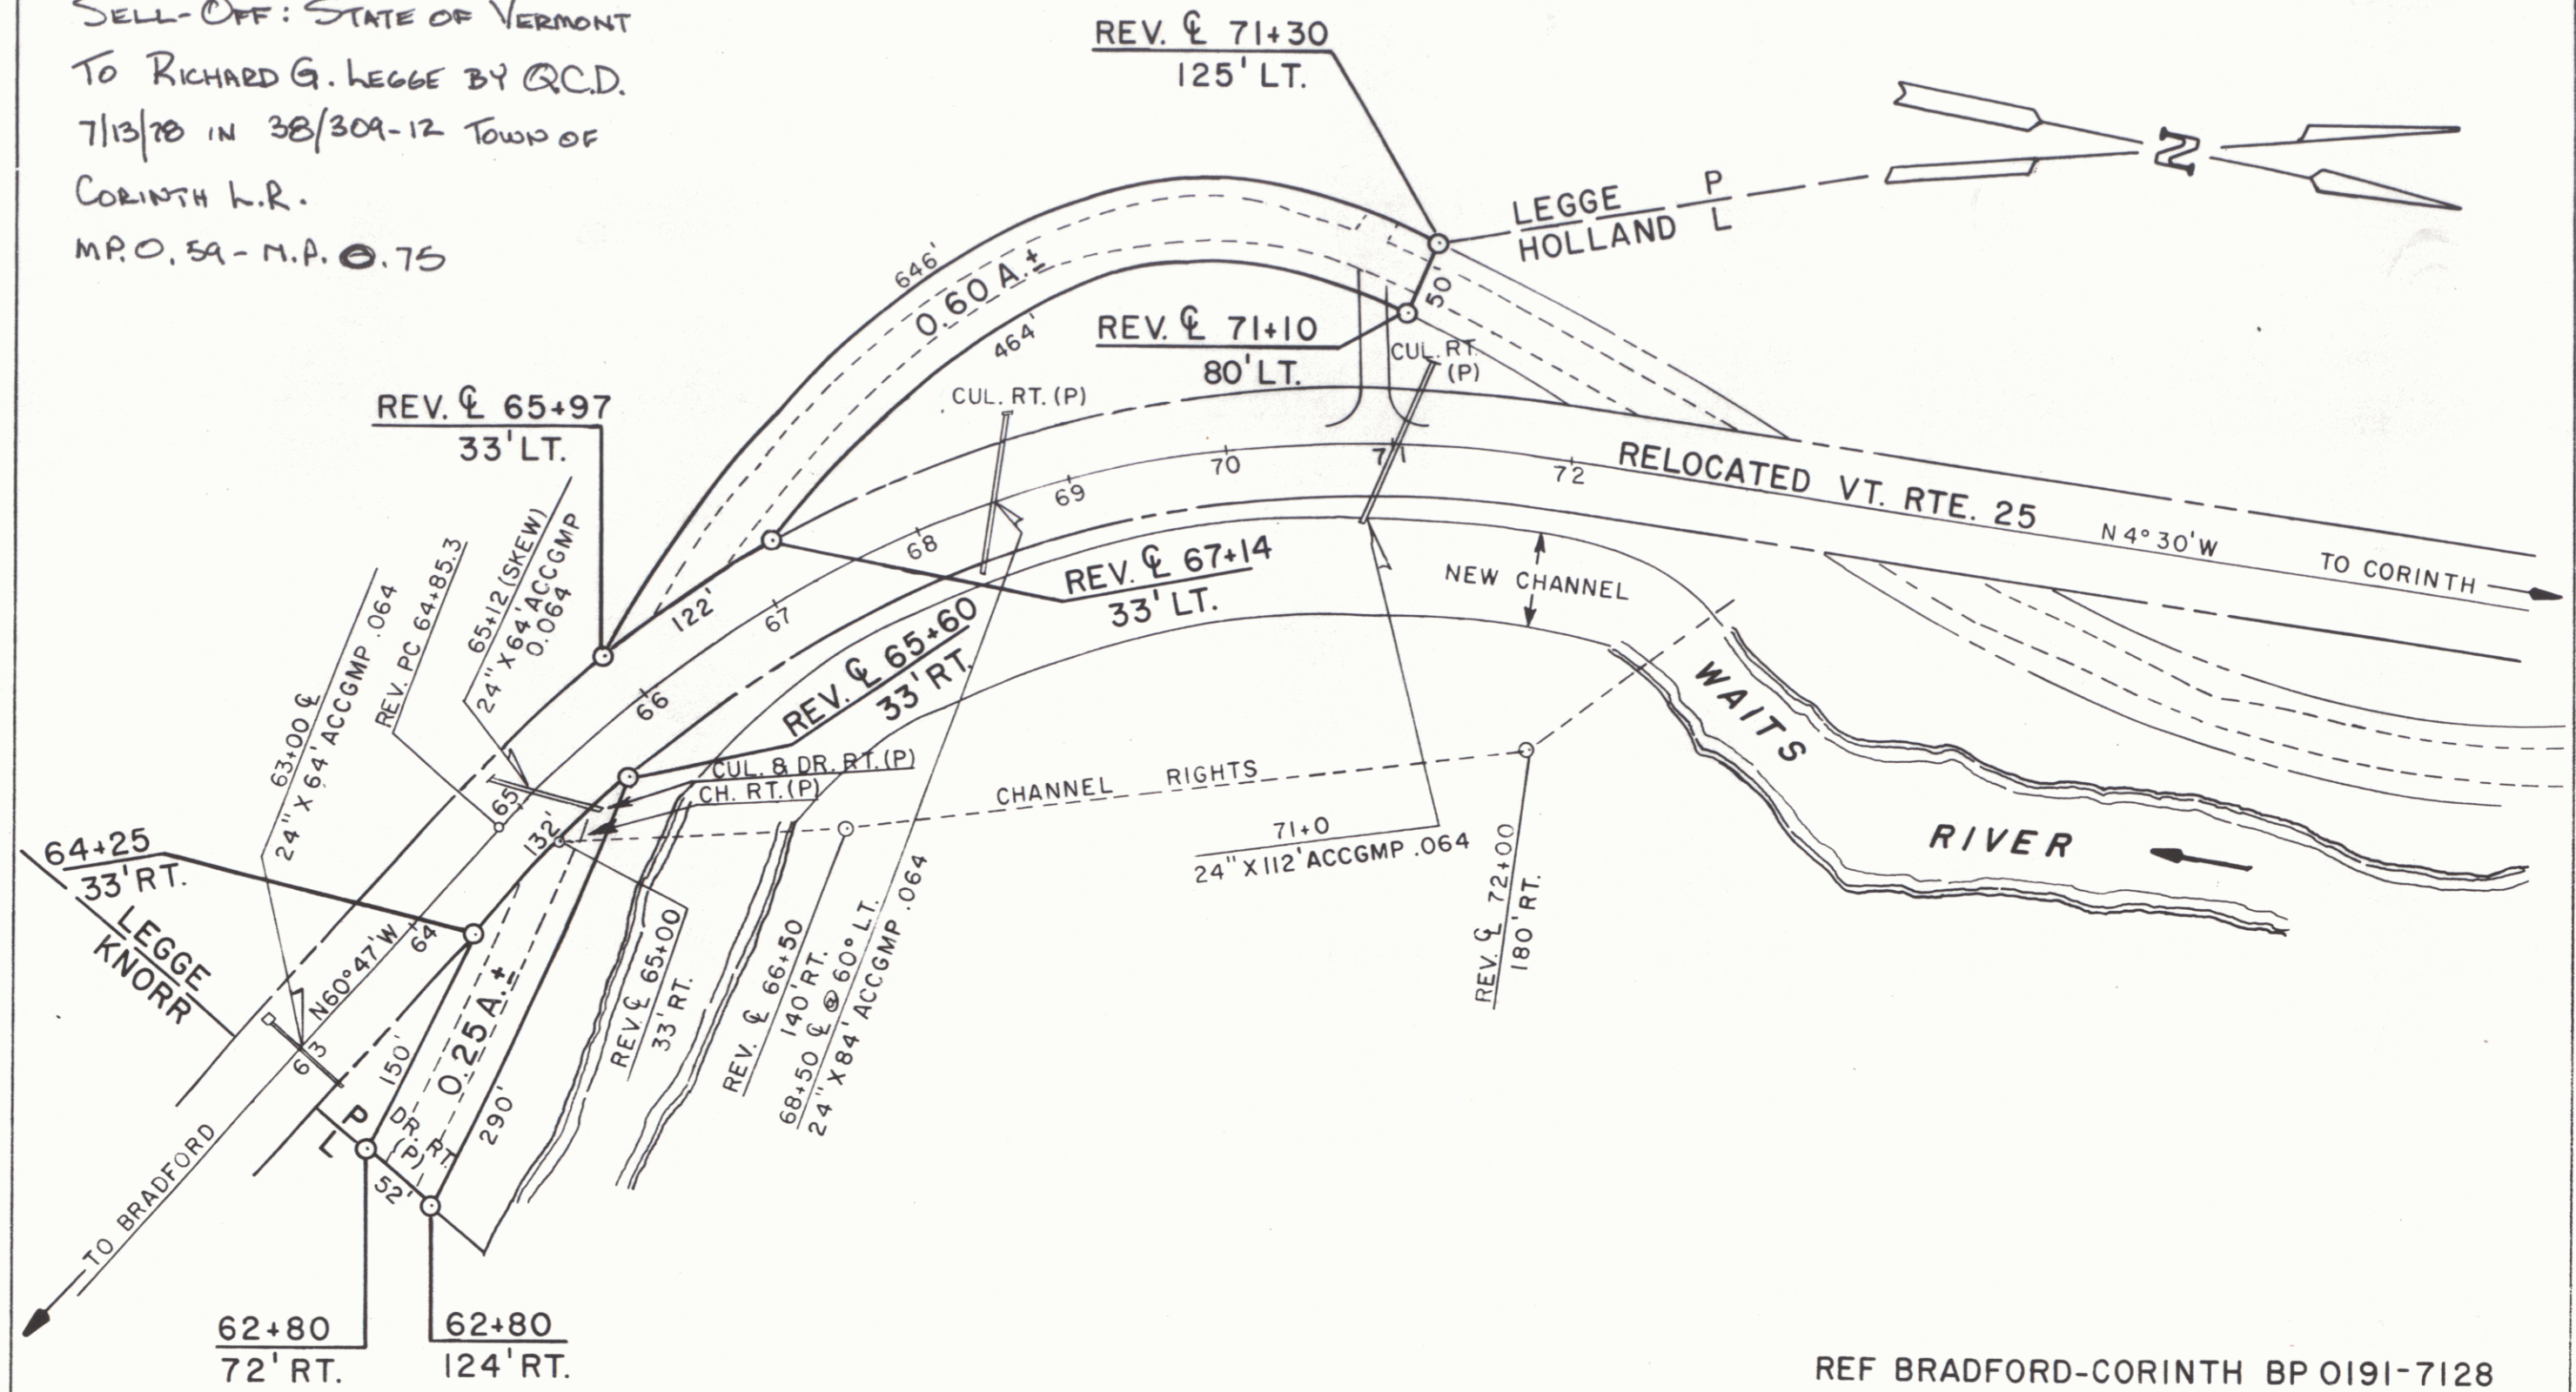 SELL-OFF: STATE OF VERMONT
TO RICHARD G. LEGGE BY Q.C.D.
7/13/78 IN 38/309-12 TOWN OF
CORINTH L.R.
MP. 0.59 - M.P. 0.75
REV. ℄ 71+30
125' LT.
N
LEGGE
HOLLAND
P
L
646'
0.60 A.±
464'
50
REV. ℄ 71+10
80' LT.
CUL. RT.
(P)
CUL. RT. (P)
REV. ℄ 65+97
33' LT.
122'
REV. ℄ 67+14
33' LT.
63
64
65
66
67
68
69
70
71
72
RELOCATED VT. RTE. 25
N 4° 30' W
TO CORINTH
NEW CHANNEL
WAITS
RIVER
63+00 ℄
24" X 64' ACCGMP .064
REV. PC 64+85.3
65+12 (SKEW)
24" X 64' ACCGMP
0.064
REV. ℄ 65+60
33' RT.
CUL. & DR. RT. (P)
CH. RT. (P)
CHANNEL RIGHTS
132'
64+25
33' RT.
LEGGE
KNORR
N60°47'W
150'
0.25 A.±
290'
DR. RT.
(P)
P
L
52'
REV. ℄ 65+00
33' RT.
REV. ℄ 66+50
140' RT.
68+50 ℄ @ 60° LT.
24" X 84' ACCGMP .064
71+0
24" X 112' ACCGMP .064
REV. ℄ 72+00
180' RT.
TO BRADFORD
62+80
72' RT.
62+80
124' RT.
REF BRADFORD-CORINTH BP 0191-7128